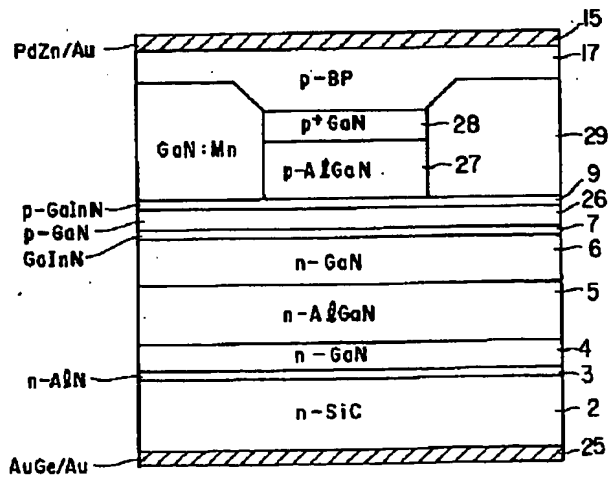 PdZn/Au
15
17
p-BP
p+GaN
28
GaN:Mn
29
p-AlGaN
27
9
p-GaInN
26
p-GaN
7
GaInN
6
n-GaN
5
n-AlGaN
n-GaN
4
n-AlN
3
n-SiC
2
25
AuGe/Au